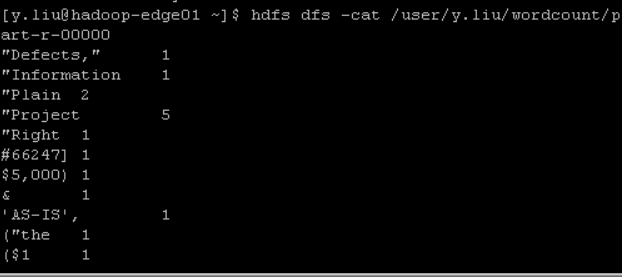 [y.liu@hadoop-edge01 ~]$ hdfs dfs -cat /user/y.liu/wordcount/p
art-r-00000
"Defects,"      1
"Information    1
"Plain  2
"Project        5
"Right  1
#66247] 1
$5,000) 1
&       1
'AS-IS',        1
("the   1
($1     1